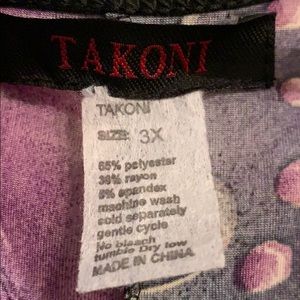 TAKONI
TAKONI
SIZE: 3X
65% polyester
30% rayon
5% spandex
machine wash
cold separately
gentle cycle
No bleach
tumble Dry low
MADE IN CHINA